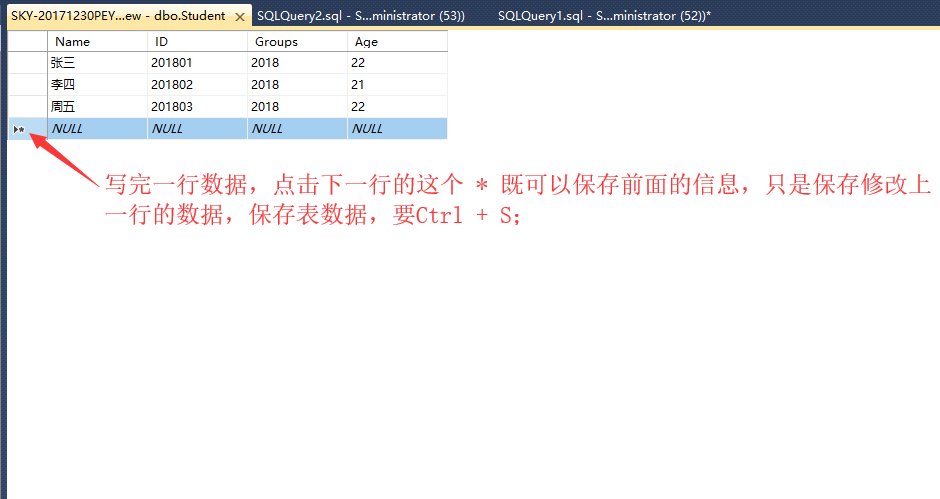 SKY-20171230PEY...ew - dbo.Student SQLQuery2.sql - S...ministrator (53)) SQLQuery1.sql - S...ministrator (52))*
Name ID Groups Age
张三 201801 2018 22
李四 201802 2018 21
周五 201803 2018 22
NULL NULL NULL NULL
写完一行数据，点击下一行的这个 * 既可以保存前面的信息，只是保存修改上
一行的数据，保存表数据，要Ctrl + S;